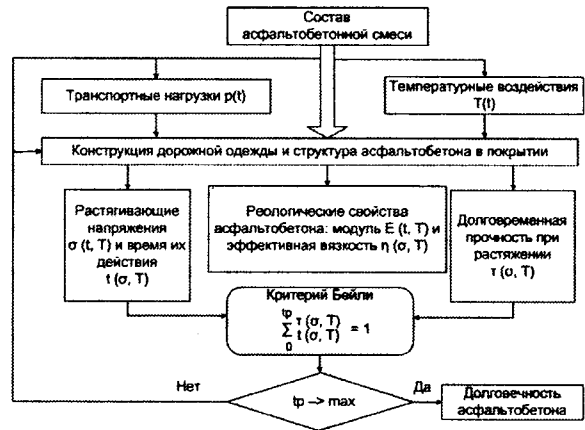 Состав
асфальтобетонной смеси
Транспортные нагрузки p(t)
Температурные воздействия
T(t)
Конструкция дорожной одежды и структура асфальтобетона в покрытии
Растягивающие
напряжения
σ (t, T) и время их
действия
t (σ, T)
Реологические свойства
асфальтобетона: модуль E (t, T) и
эффективная вязкость η (σ, T)
Долговременная
прочность при
растяжении
τ (σ, T)
Критерий Бейли
tp
Σ τ (σ, T) = 1
0 t (σ, T)
Нет
tp -> max
Да
Долговечность
асфальтобетона